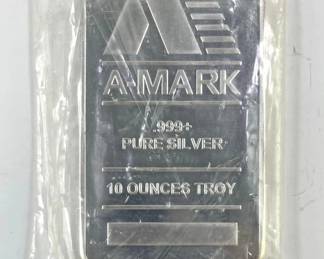 A-MARK
.999+
PURE SILVER
10 OUNCES TROY